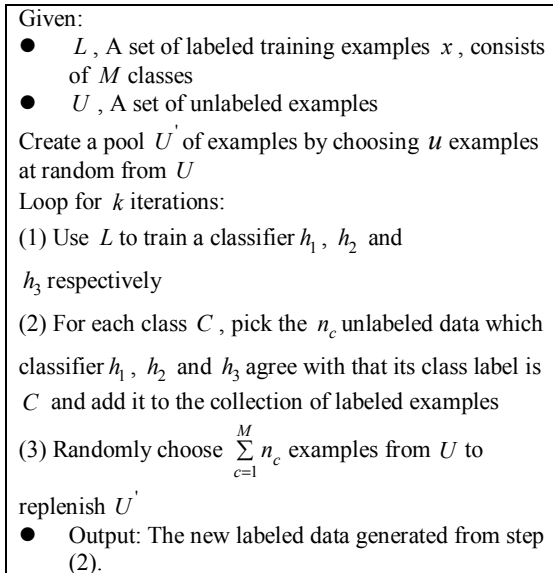 Given:
● L , A set of labeled training examples x , consists
of M classes
● U , A set of unlabeled examples
Create a pool U' of examples by choosing u examples
at random from U
Loop for k iterations:
(1) Use L to train a classifier h₁ , h₂ and
h₃ respectively
(2) For each class C , pick the n_c unlabeled data which
classifier h₁ , h₂ and h₃ agree with that its class label is
C and add it to the collection of labeled examples
(3) Randomly choose ∑_{c=1}^{M} n_c examples from U to
replenish U'
● Output: The new labeled data generated from step
(2).